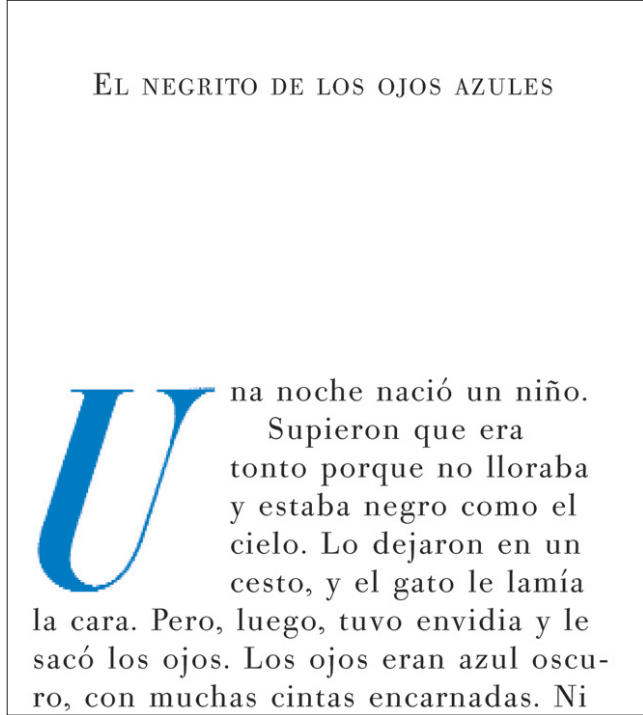 El negrito de los ojos azules
Una noche nació un niño.
Supieron que era
tonto porque no lloraba
y estaba negro como el
cielo. Lo dejaron en un
cesto, y el gato le lamía
la cara. Pero, luego, tuvo envidia y le
sacó los ojos. Los ojos eran azul oscu-
ro, con muchas cintas encarnadas. Ni